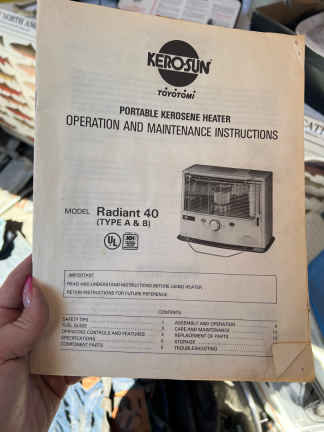 KERO-SUN
TOYOTOMI
PORTABLE KEROSENE HEATER
OPERATION AND MAINTENANCE INSTRUCTIONS
MODEL Radiant 40
(TYPE A & B)
UL
IMPORTANT
READ AND UNDERSTAND INSTRUCTIONS BEFORE USING HEATER.
RETAIN INSTRUCTIONS FOR FUTURE REFERENCE.
CONTENTS
SAFETY TIPS
FUEL GUIDE
OPERATING CONTROLS AND FEATURES
SPECIFICATIONS
COMPONENT PARTS
ASSEMBLY AND OPERATION
CARE AND MAINTENANCE
REPLACEMENT OF PARTS
STORAGE
TROUBLESHOOTING